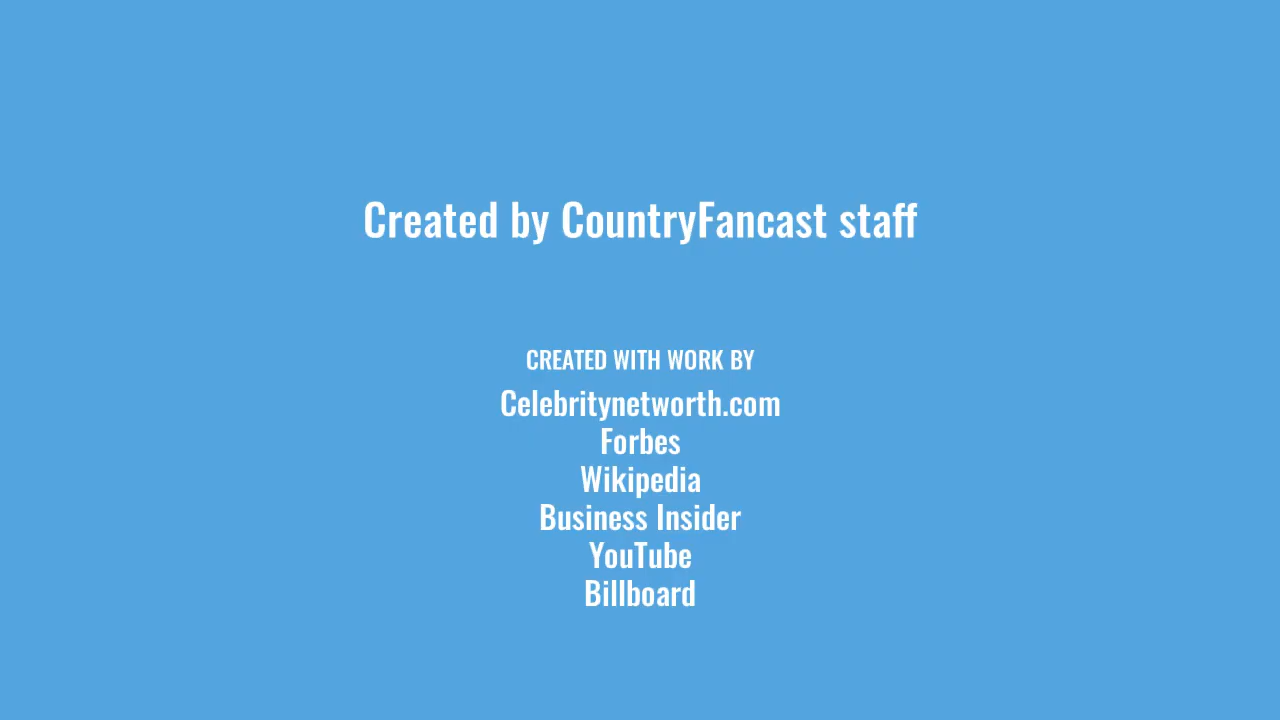 Created by CountryFancast staff
CREATED WITH WORK BY
Celebritynetworth.com
Forbes
Wikipedia
Business Insider
YouTube
Billboard